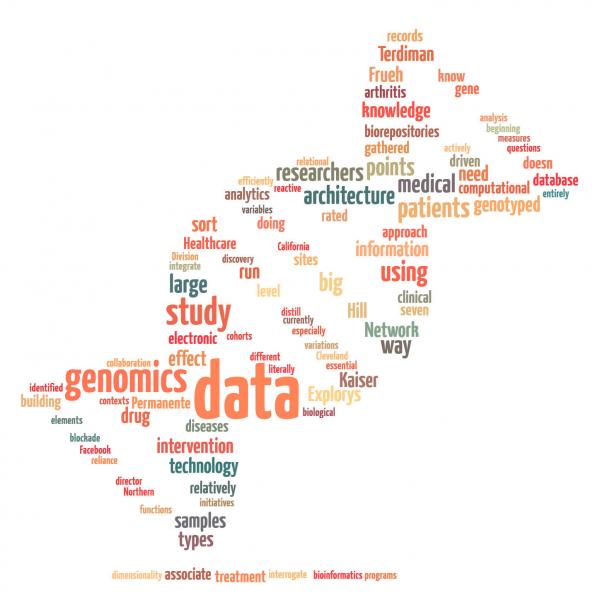 records
Terdiman
Frueh know
arthritis gene
knowledge
biorepositories analysis beginning
gathered actively measures questions
relational researchers points driven doesn
efficiently reactive medical need database
analytics architecture computational entirely
variables rated patients genotyped
sort doing approach
Healthcare California information
Division discovery sites
integrate run using
large level big clinical
study distill Hill seven
currently
electronic cohorts especially Network
variations way
collaboration effect different Cleveland
literally essential
identified genomics data Kaiser
building contexts Permanente Explorys
drug biological
elements diseases
blockade intervention
Facebook
reliance technology
director relatively
Northern
functions initiatives
samples
types
dimensionality associate treatment interrogate bioinformatics programs